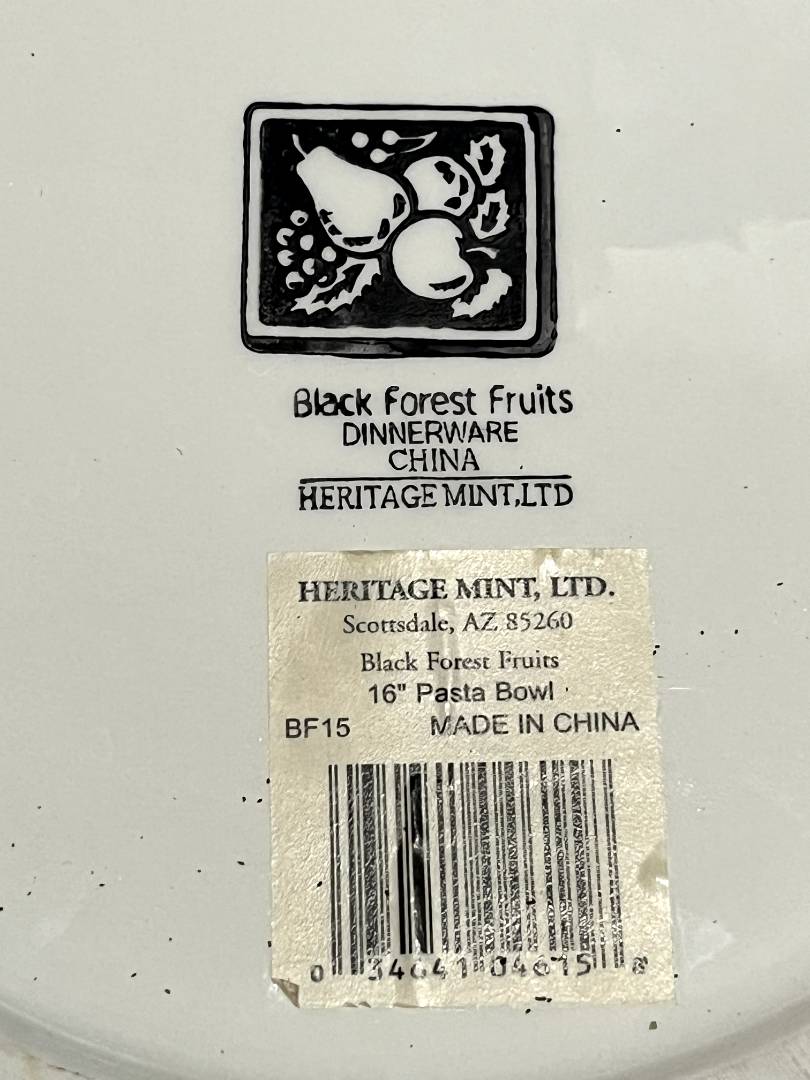 Black Forest Fruits
DINNERWARE
CHINA
HERITAGE MINT,LTD
HERITAGE MINT, LTD.
Scottsdale, AZ 85260
Black Forest Fruits
16" Pasta Bowl
BF15 MADE IN CHINA
0 34641 04615 8